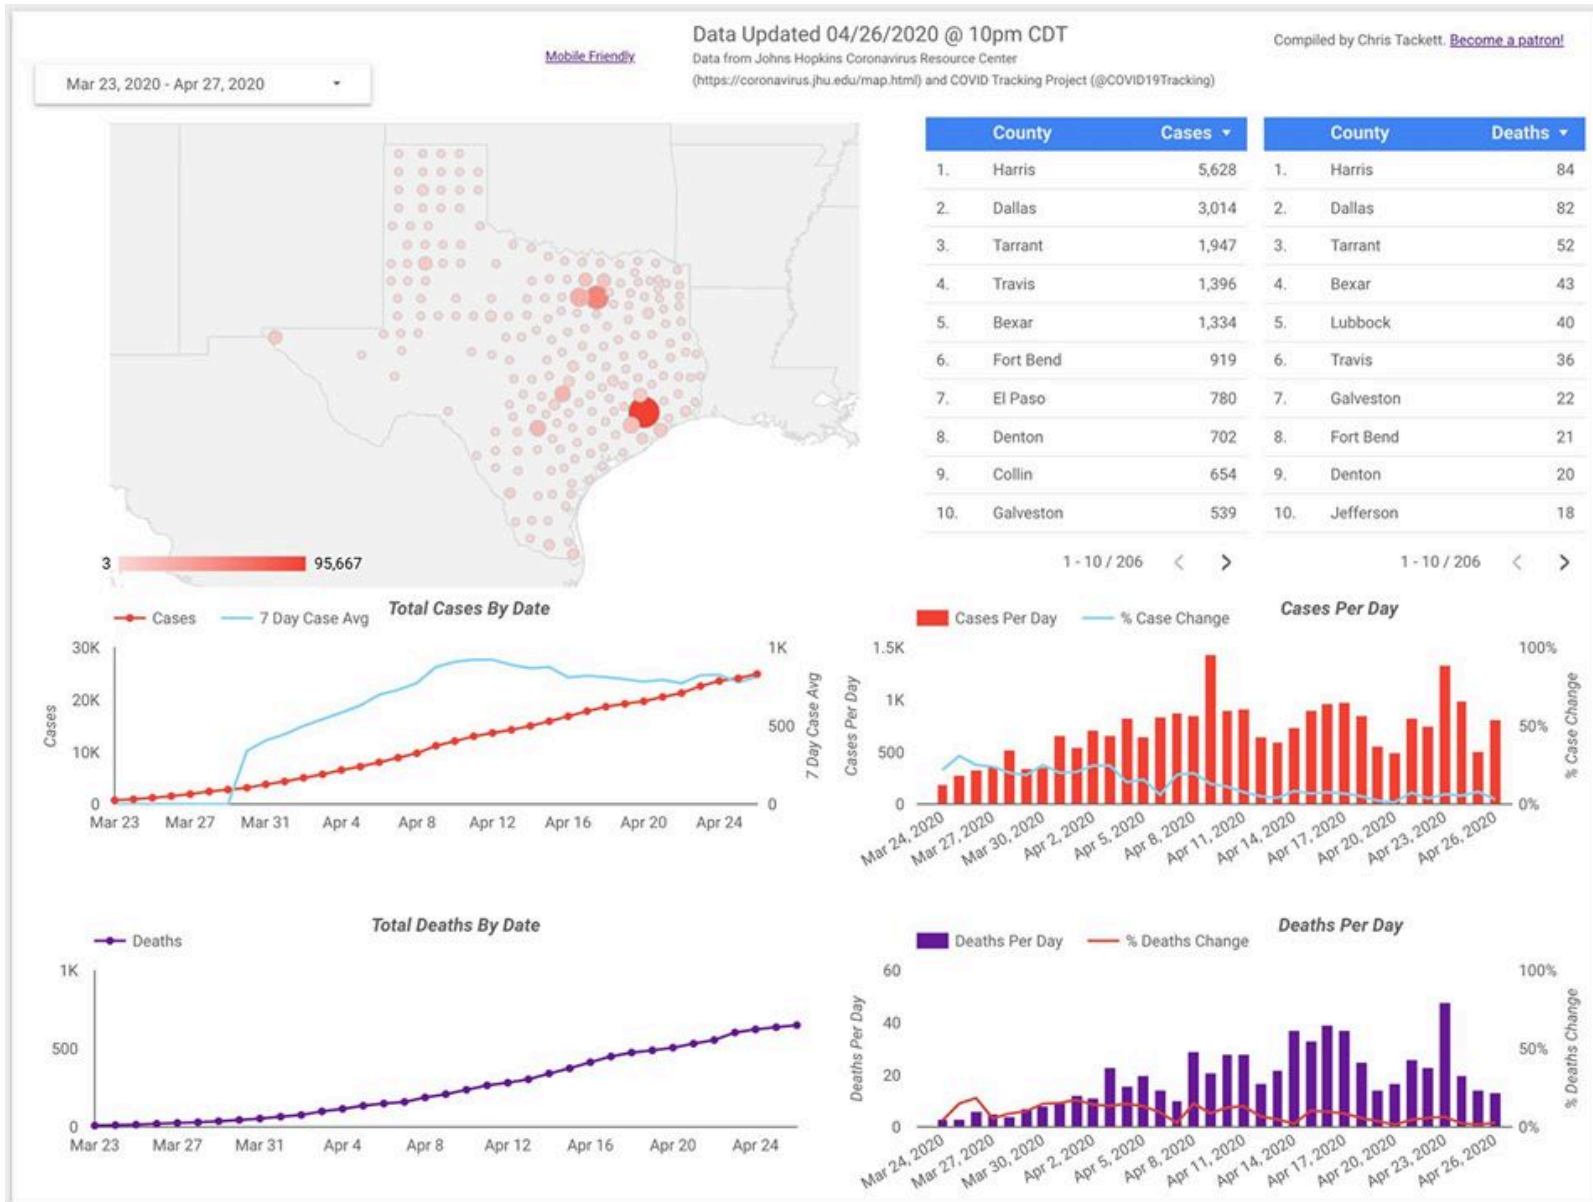 Data Updated 04/26/2020 @ 10pm CDT
Mobile Friendly
Data from Johns Hopkins Coronavirus Resource Center
(https://coronavirus.jhu.edu/map.html) and COVID Tracking Project (@COVID19Tracking)
Compiled by Chris Tackett. Become a patron!
Mar 23, 2020 - Apr 27, 2020
County Cases
1. Harris 5,628
2. Dallas 3,014
3. Tarrant 1,947
4. Travis 1,396
5. Bexar 1,334
6. Fort Bend 919
7. El Paso 780
8. Denton 702
9. Collin 654
10. Galveston 539
1 - 10 / 206
County Deaths
1. Harris 84
2. Dallas 82
3. Tarrant 52
4. Bexar 43
5. Lubbock 40
6. Travis 36
7. Galveston 22
8. Fort Bend 21
9. Denton 20
10. Jefferson 18
1 - 10 / 206
3 95,667
Total Cases By Date
Cases 7 Day Case Avg
30K
20K
10K
0
Cases
1K
500
0
7 Day Case Avg
Mar 23 Mar 27 Mar 31 Apr 4 Apr 8 Apr 12 Apr 16 Apr 20 Apr 24
Cases Per Day
Cases Per Day % Case Change
1.5K
1K
500
0
Cases Per Day
100%
50%
0%
% Case Change
Mar 24, 2020 Mar 27, 2020 Mar 30, 2020 Apr 2, 2020 Apr 5, 2020 Apr 8, 2020 Apr 11, 2020 Apr 14, 2020 Apr 17, 2020 Apr 20, 2020 Apr 23, 2020 Apr 26, 2020
Total Deaths By Date
Deaths
1K
500
0
Mar 23 Mar 27 Mar 31 Apr 4 Apr 8 Apr 12 Apr 16 Apr 20 Apr 24
Deaths Per Day
Deaths Per Day % Deaths Change
60
40
20
0
Deaths Per Day
100%
50%
0%
% Deaths Change
Mar 24, 2020 Mar 27, 2020 Mar 30, 2020 Apr 2, 2020 Apr 5, 2020 Apr 8, 2020 Apr 11, 2020 Apr 14, 2020 Apr 17, 2020 Apr 20, 2020 Apr 23, 2020 Apr 26, 2020